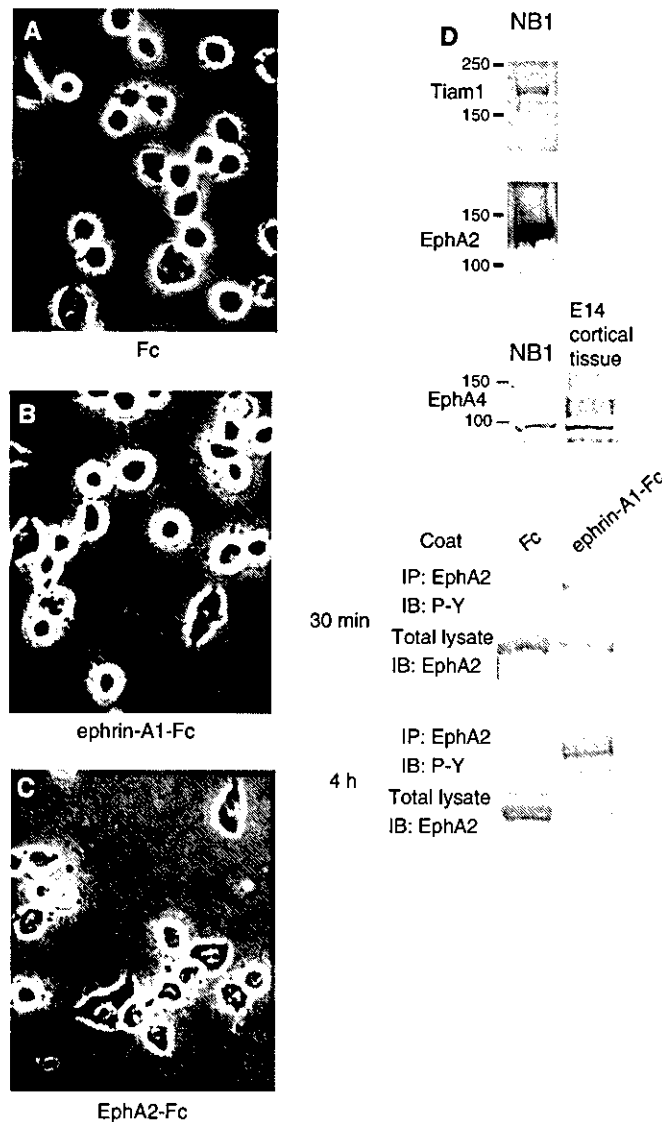 A
Fc
B
ephrin-A1-Fc
C
EphA2-Fc
D
NB1
250
Tiam1
150
150
EphA2
100
NB1
E14
cortical
tissue
150
EphA4
100
Coat
Fc
ephrin-A1-Fc
30 min
IP: EphA2
IB: P-Y
Total lysate
IB: EphA2
4 h
IP: EphA2
IB: P-Y
Total lysate
IB: EphA2